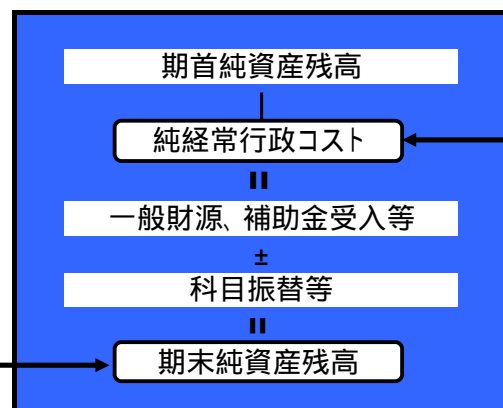 期首純資産残高
|
純経常行政コスト
=
一般財源、補助金受入等
±
科目振替等
=
期末純資産残高